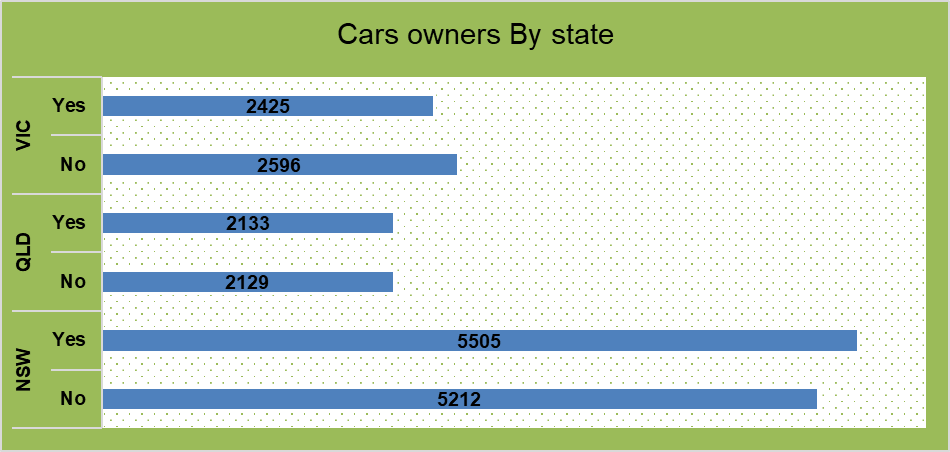 Cars owners By state
VIC
Yes 2425
No 2596
QLD
Yes 2133
No 2129
NSW
Yes 5505
No 5212